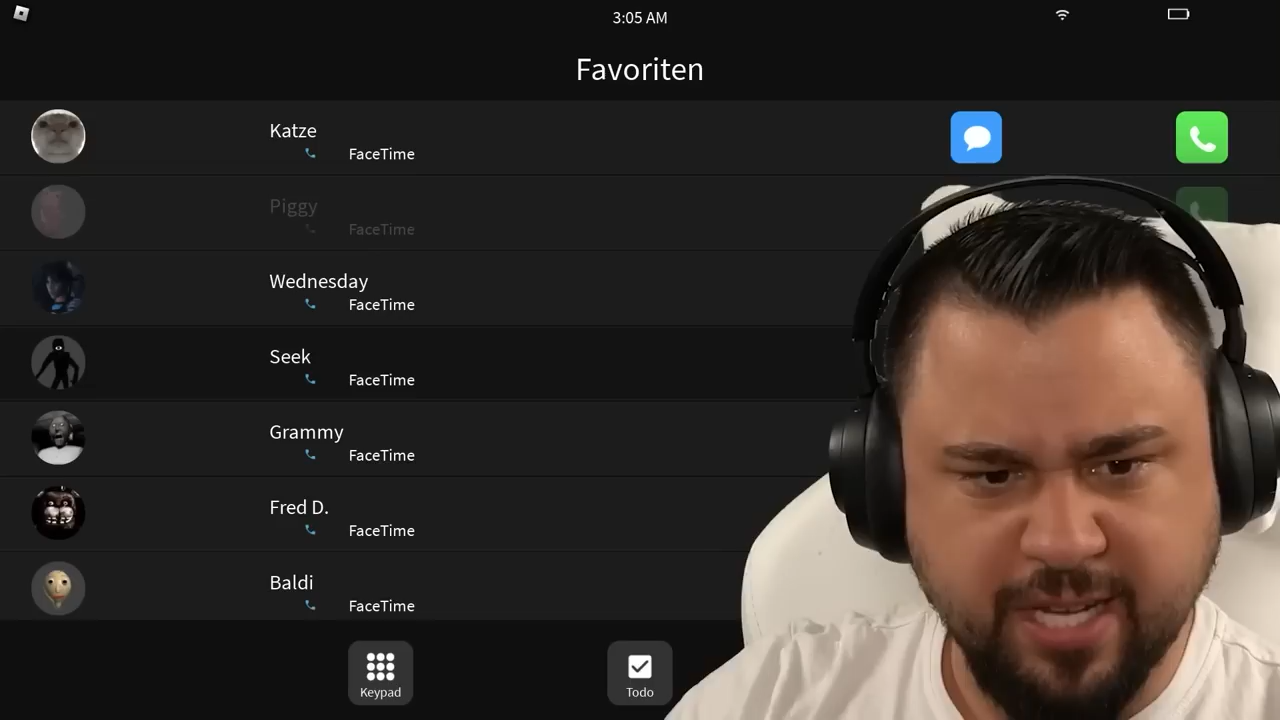 3:05 AM
Favoriten
Katze
FaceTime
Piggy
FaceTime
Wednesday
FaceTime
Seek
FaceTime
Grammy
FaceTime
Fred D.
FaceTime
Baldi
FaceTime
Keypad
Todo